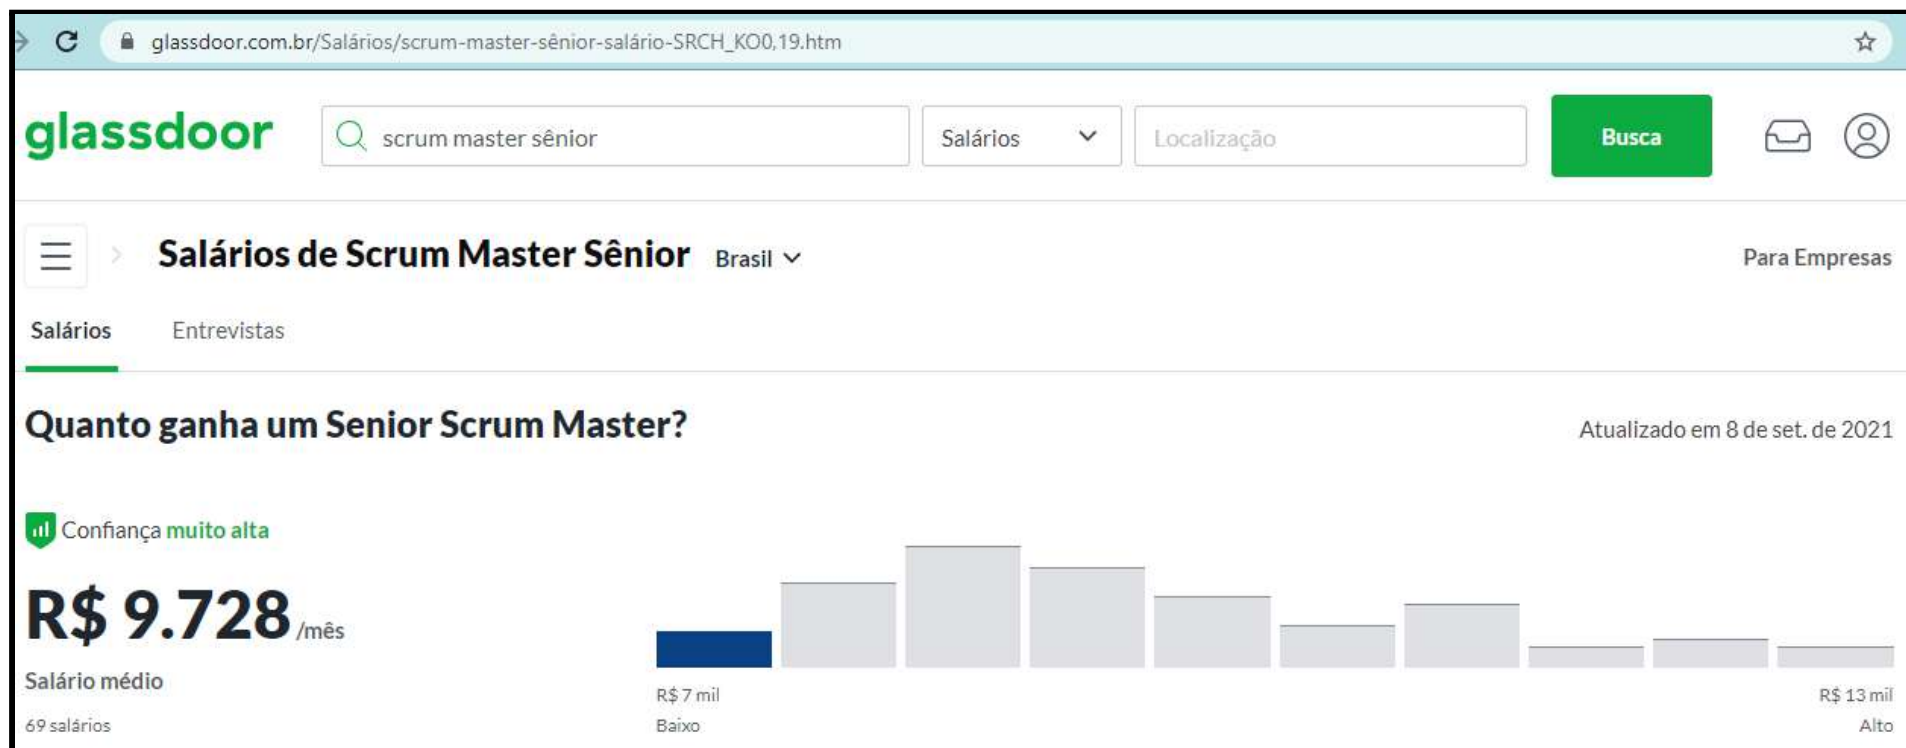 glassdoor.com.br/Salários/scrum-master-sênior-salário-SRCH_KO0,19.htm
glassdoor scrum master sênior Salários Localização Busca
Salários de Scrum Master Sênior Brasil Para Empresas
Salários Entrevistas
Quanto ganha um Senior Scrum Master? Atualizado em 8 de set. de 2021
Confiança muito alta
R$ 9.728 /mês
Salário médio R$ 7 mil R$ 13 mil
69 salários Baixo Alto